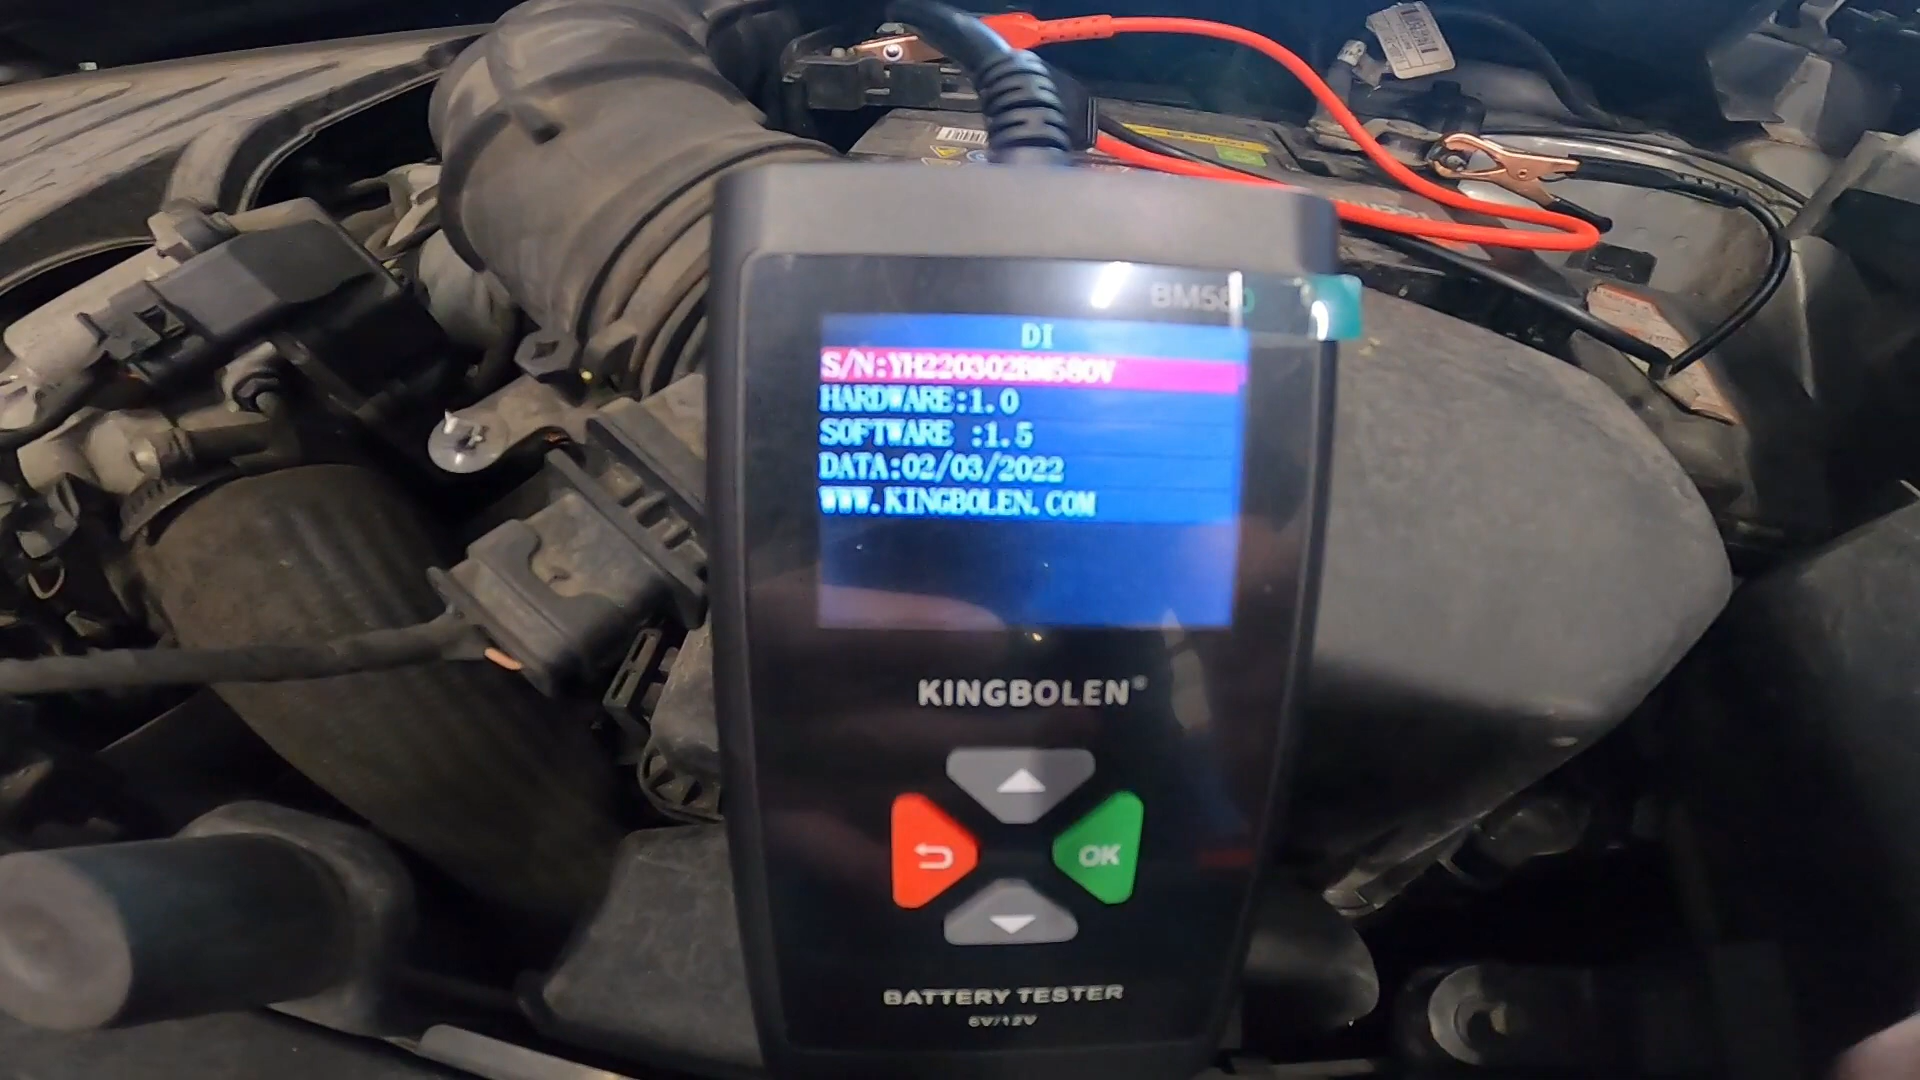 BM580
DI
S/N:YH220302BM580V
HARDWARE:1.0
SOFTWARE :1.5
DATA:02/03/2022
WWW.KINGBOLEN.COM
KINGBOLEN®
OK
BATTERY TESTER
6V/12V